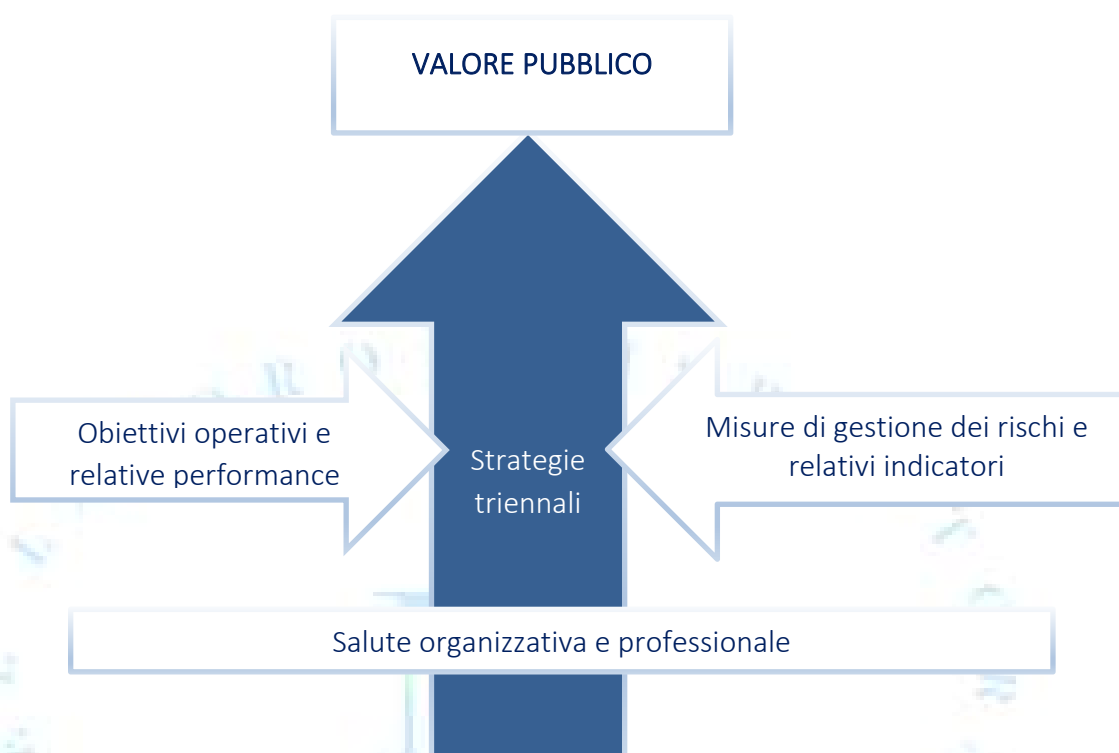 VALORE PUBBLICO
Obiettivi operativi e
relative performance
Strategie
triennali
Misure di gestione dei rischi e
relativi indicatori
Salute organizzativa e professionale